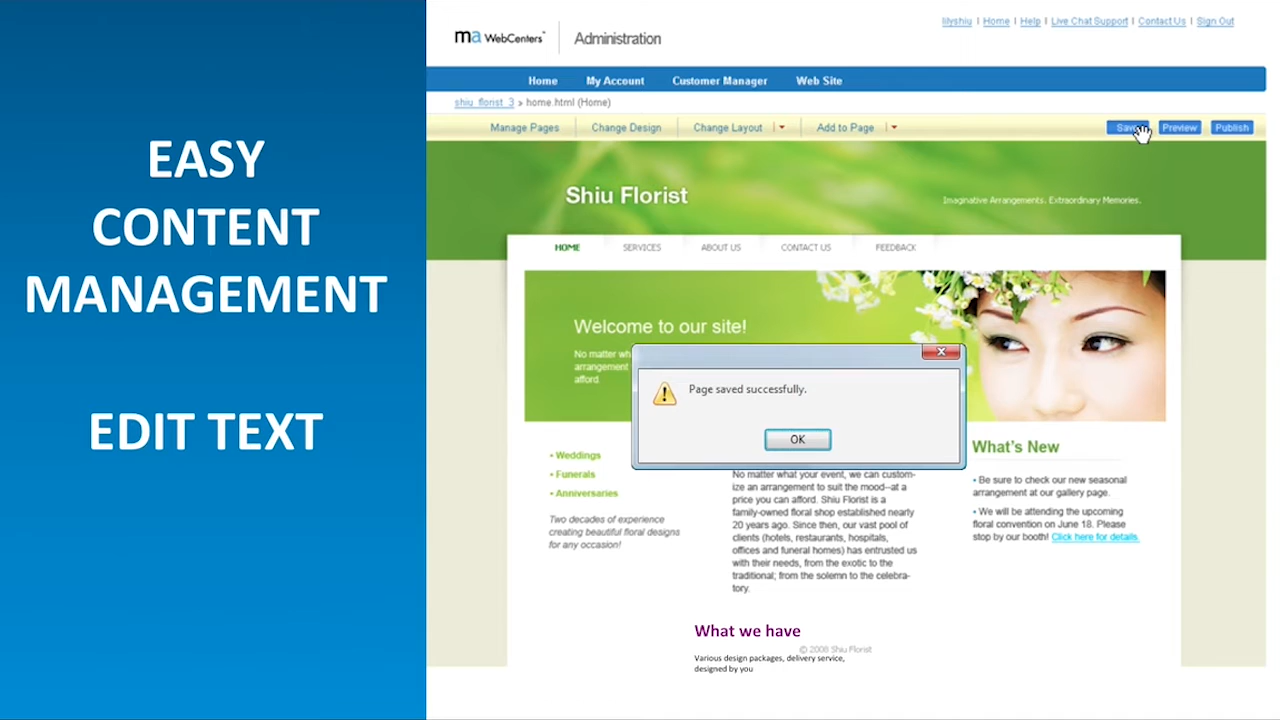 EASY
CONTENT
MANAGEMENT
EDIT TEXT
ma WebCenters™ | Administration
lilyshiu | Home | Help | Live Chat Support | Contact Us | Sign Out
Home My Account Customer Manager Web Site
shiu_florist_3 » home.html (Home)
Manage Pages Change Design Change Layout Add to Page Save Preview Publish
Shiu Florist
Imaginative Arrangements. Extraordinary Memories.
HOME SERVICES ABOUT US CONTACT US FEEDBACK
Welcome to our site!
No matter
arrangement
afford
Page saved successfully.
OK
• Weddings
• Funerals
• Anniversaries
Two decades of experience
creating beautiful floral designs
for any occasion!
No matter what your event, we can custom-
ize an arrangement to suit the mood--at a
price you can afford. Shiu Florist is a
family-owned floral shop established nearly
20 years ago. Since then, our vast pool of
clients (hotels, restaurants, hospitals,
offices and funeral homes) has entrusted us
with their needs, from the exotic to the
traditional; from the solemn to the celebra-
tory.
What's New
• Be sure to check our new seasonal
arrangement at our gallery page.
• We will be attending the upcoming
floral convention on June 18. Please
stop by our booth! Click here for details.
What we have
© 2008 Shiu Florist
Various design packages, delivery service,
designed by you